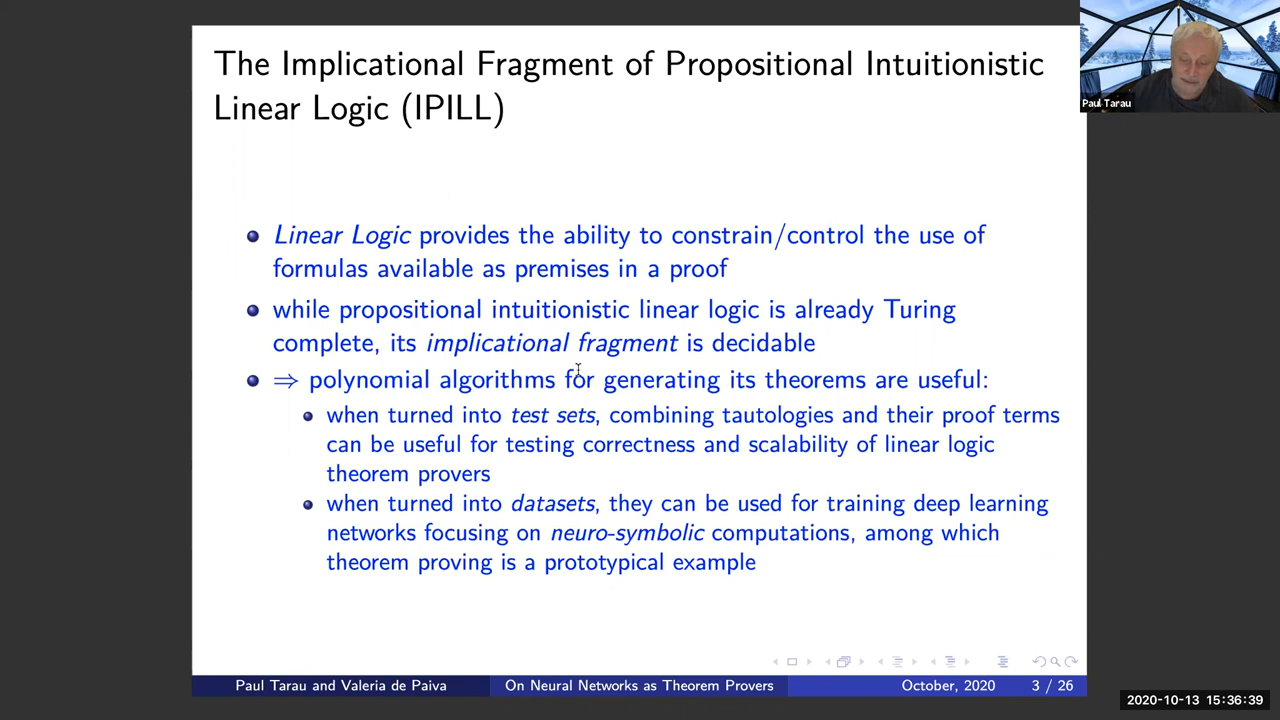 The Implicational Fragment of Propositional Intuitionistic
Linear Logic (IPILL)
Paul Tarau
Linear Logic provides the ability to constrain/control the use of
formulas available as premises in a proof
while propositional intuitionistic linear logic is already Turing
complete, its implicational fragment is decidable
⇒ polynomial algorithms for generating its theorems are useful:
when turned into test sets, combining tautologies and their proof terms
can be useful for testing correctness and scalability of linear logic
theorem provers
when turned into datasets, they can be used for training deep learning
networks focusing on neuro-symbolic computations, among which
theorem proving is a prototypical example
Paul Tarau and Valeria de Paiva On Neural Networks as Theorem Provers October, 2020 3 / 26
2020-10-13 15:36:39